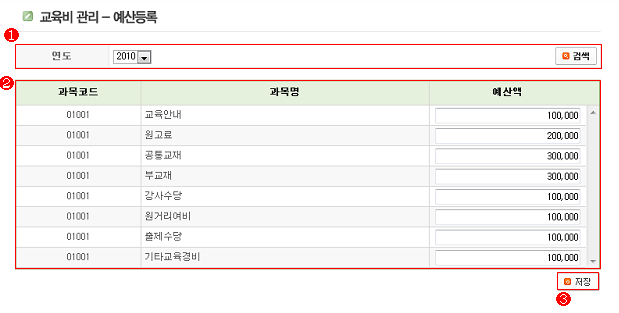 교육비 관리 - 예산등록
1
연도 2010 검색
2
과목코드 과목명 예산액
01001 교육안내 100,000
01001 원고료 200,000
01001 공통교재 300,000
01001 부교재 300,000
01001 강사수당 100,000
01001 원거리여비 100,000
01001 출제수당 100,000
01001 기타교육경비 100,000
저장
3